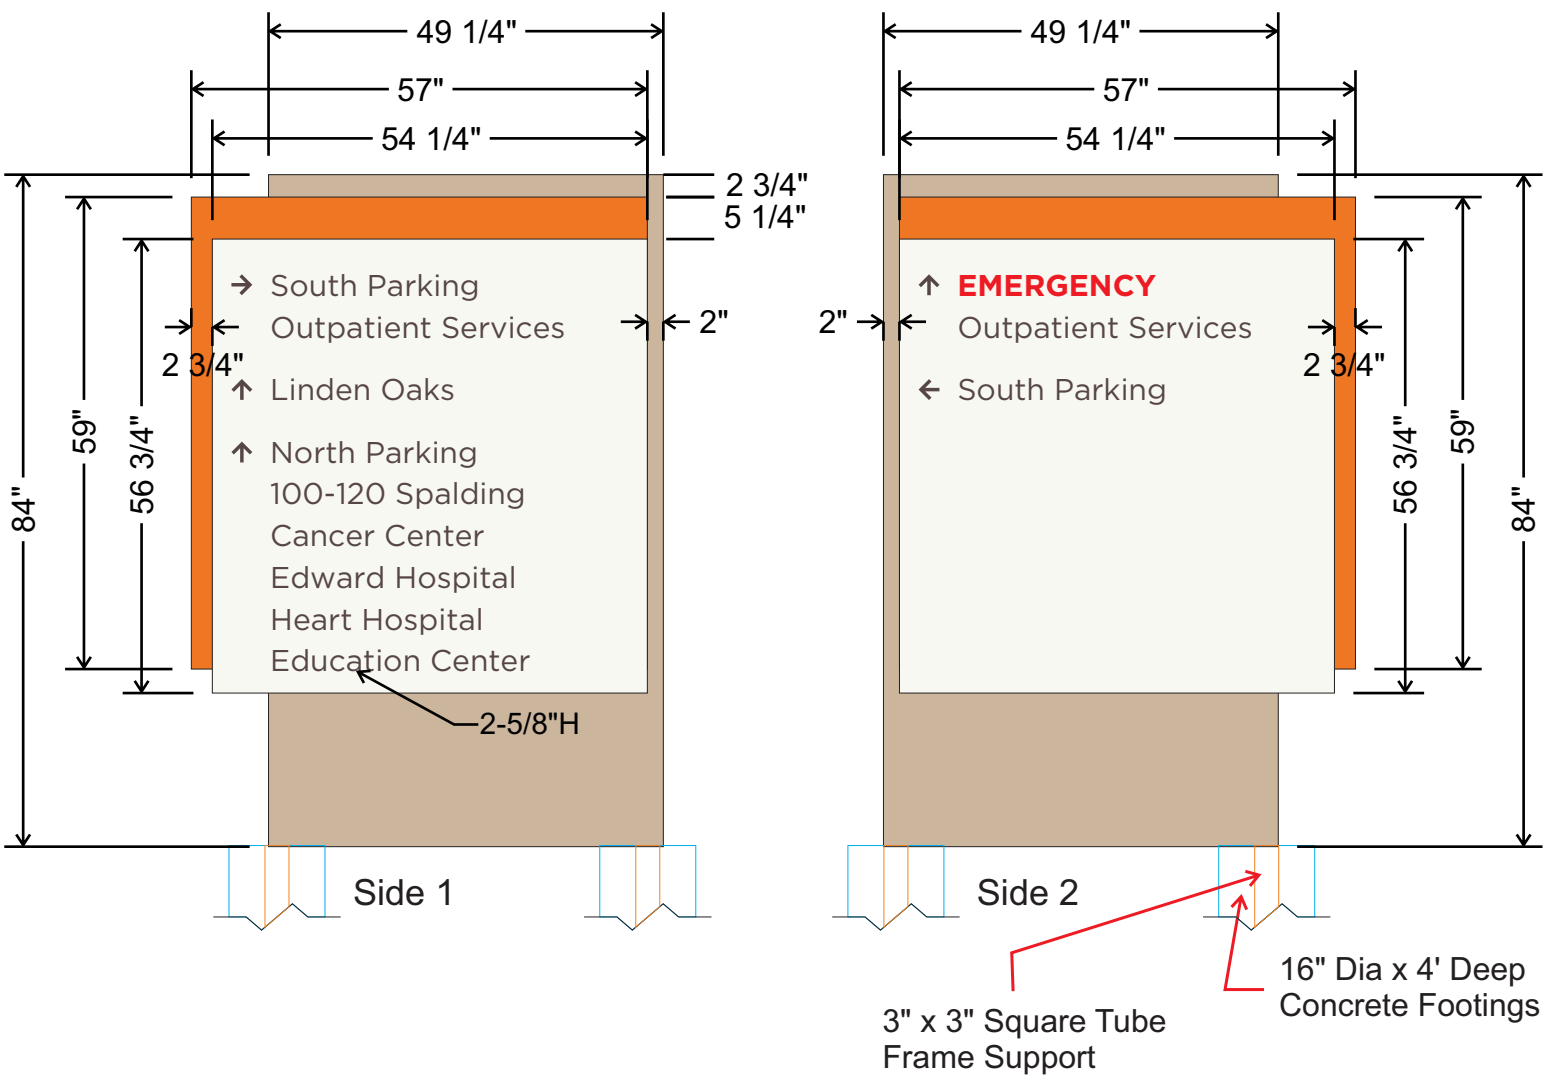 49 1/4"
49 1/4"
57"
57"
54 1/4"
54 1/4"
2 3/4"
5 1/4"
→ South Parking
Outpatient Services
↑ Linden Oaks
↑ North Parking
100-120 Spalding
Cancer Center
Edward Hospital
Heart Hospital
Education Center
2"
2 3/4"
59"
56 3/4"
84"
2-5/8"H
Side 1
↑ EMERGENCY
Outpatient Services
← South Parking
2"
2 3/4"
56 3/4"
59"
84"
Side 2
16" Dia x 4' Deep
Concrete Footings
3" x 3" Square Tube
Frame Support